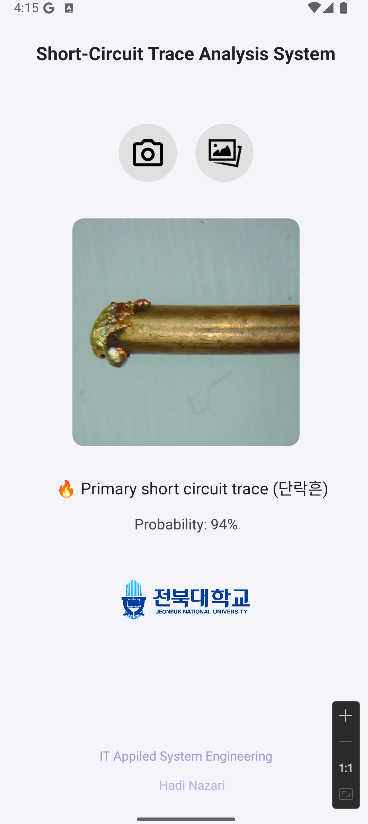 4:15 G
Short-Circuit Trace Analysis System
🔥 Primary short circuit trace (단락흔)
Probability: 94%
전북대학교
JEONBUK NATIONAL UNIVERSITY
IT Appiled System Engineering
Hadi Nazari
1:1